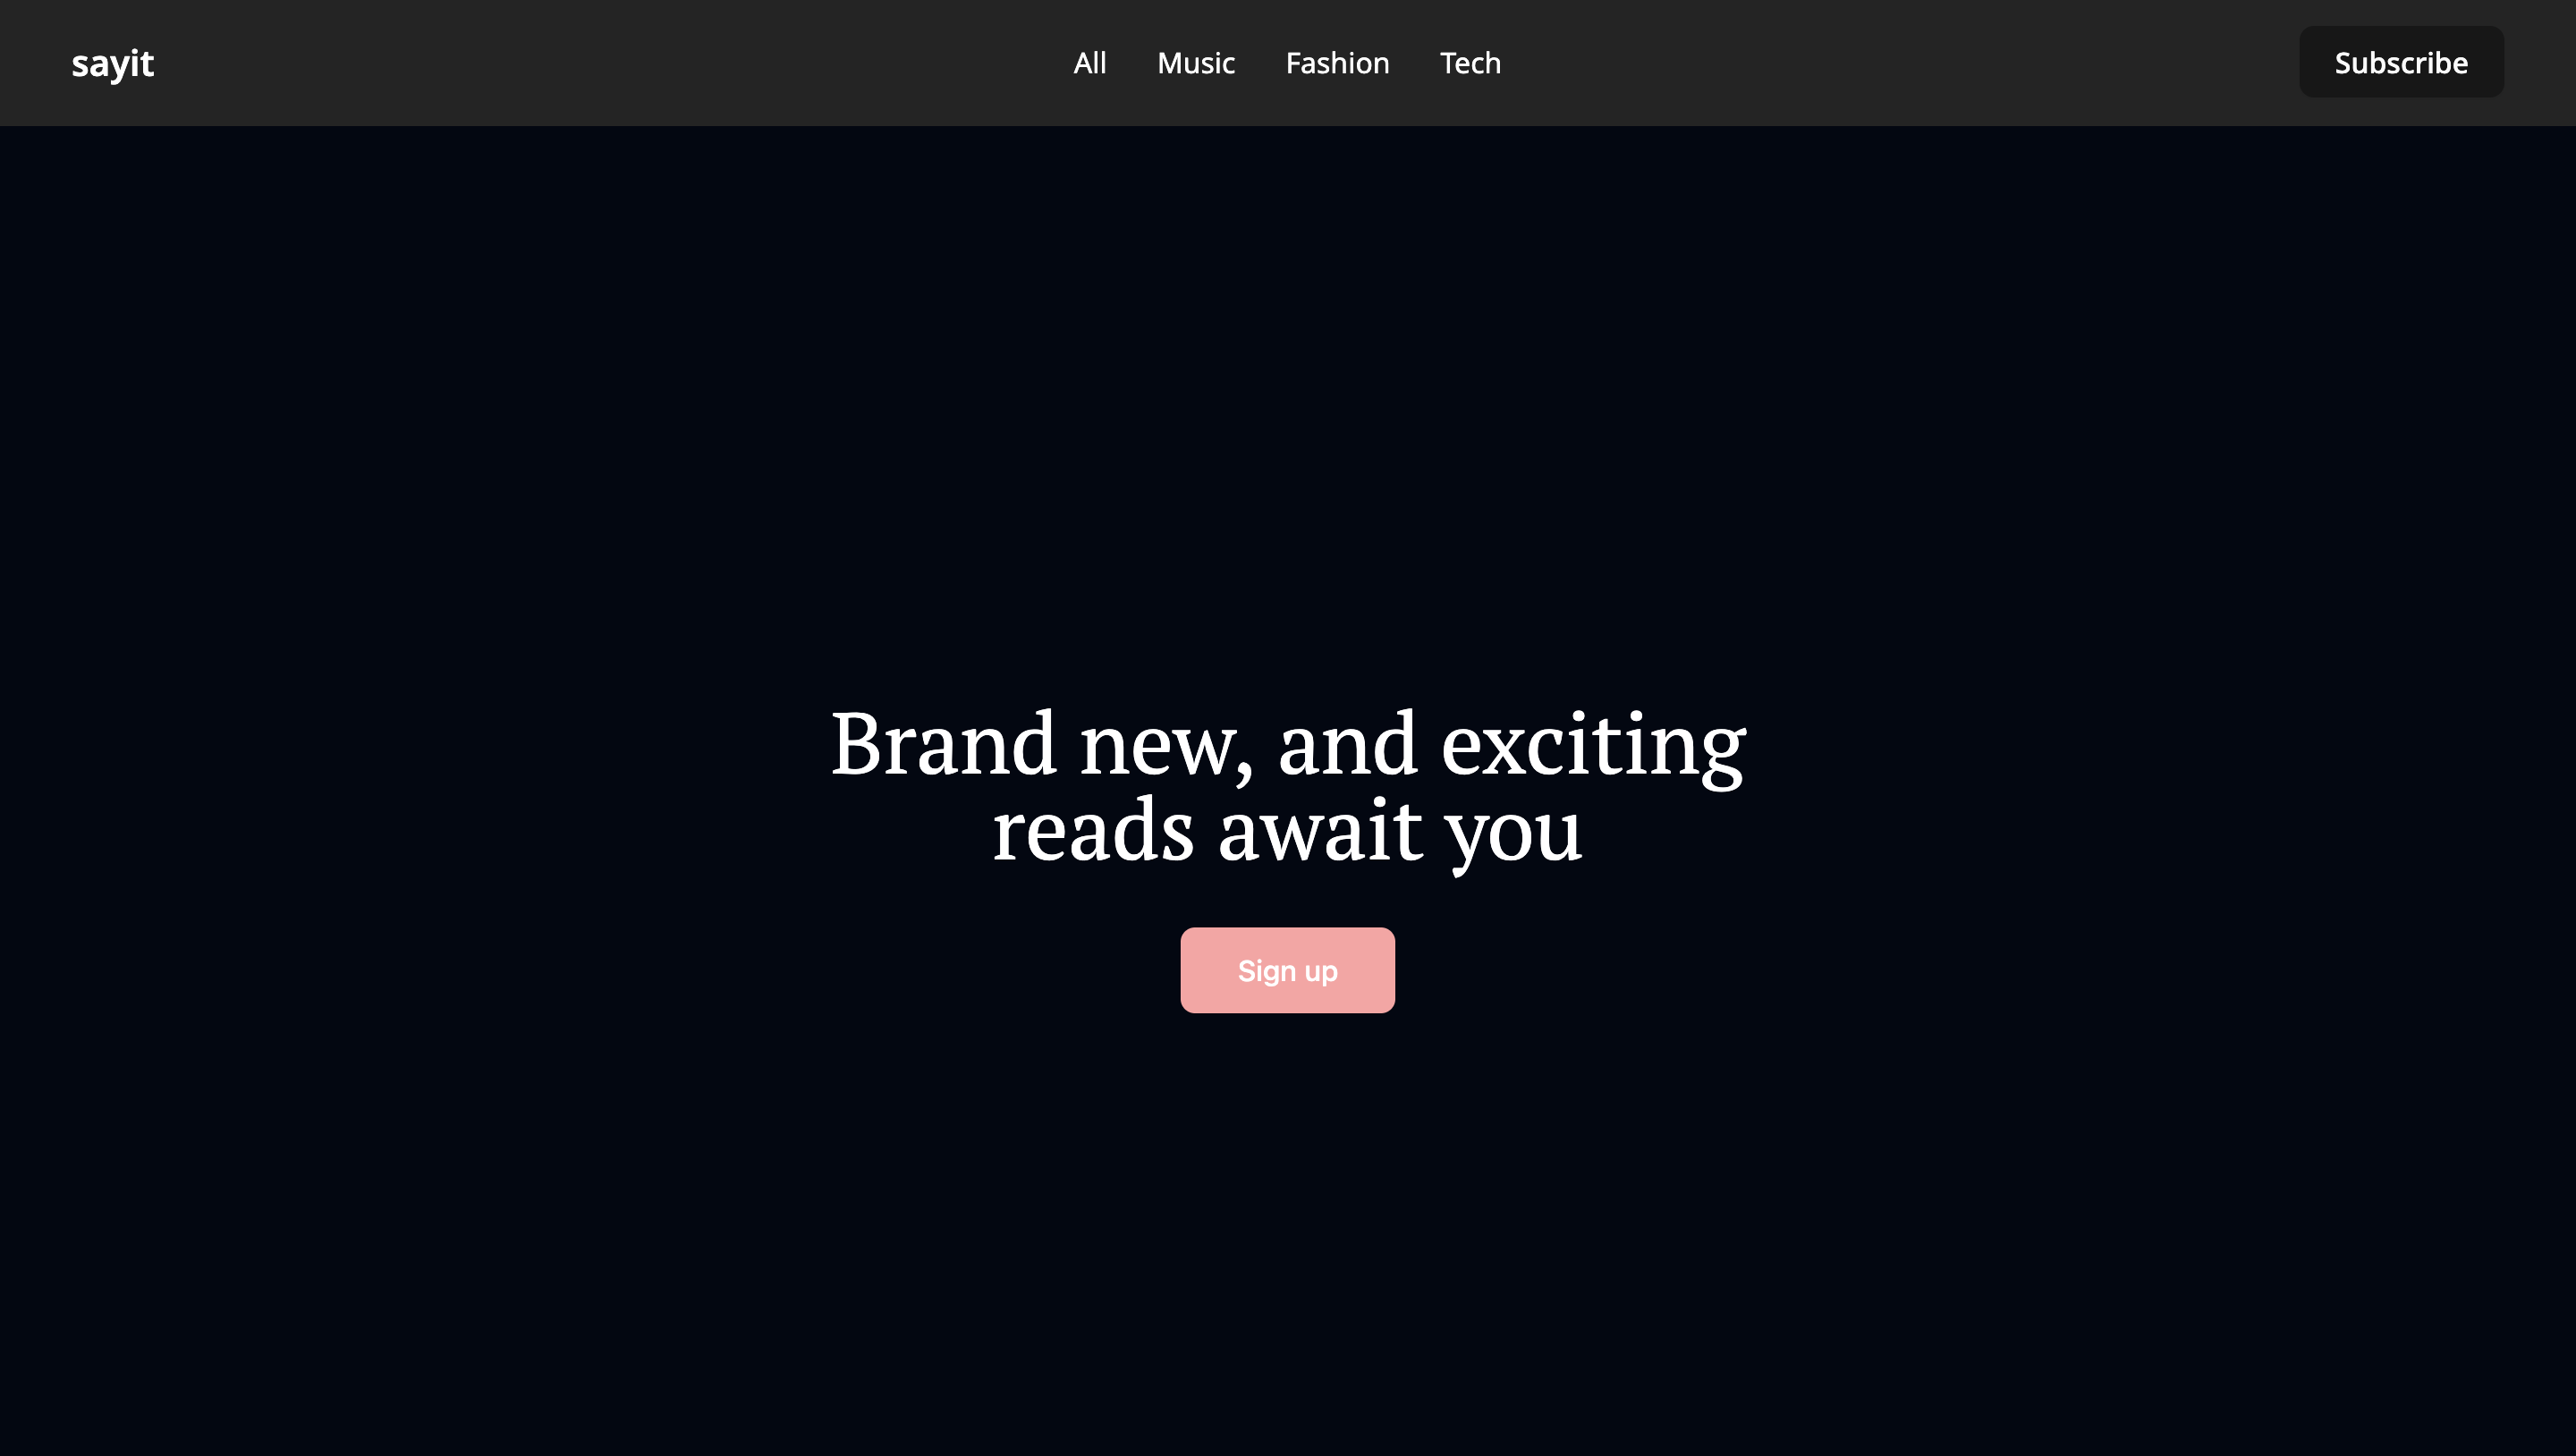 sayit
All
Music
Fashion
Tech
Subscribe
Brand new, and exciting
reads await you
Sign up